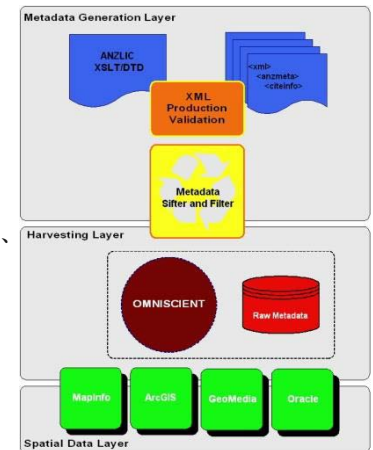 Metadata Generation Layer
ANZLIC
XSLT/DTD
<xml>
<anzmeta>
<citeinfo>
XML
Production
Validation
Metadata
Sifter and Filter
、
Harvesting Layer
OMNISCIENT
Raw Metadata
MapInfo
ArcGIS
GeoMedia
Oracle
Spatial Data Layer